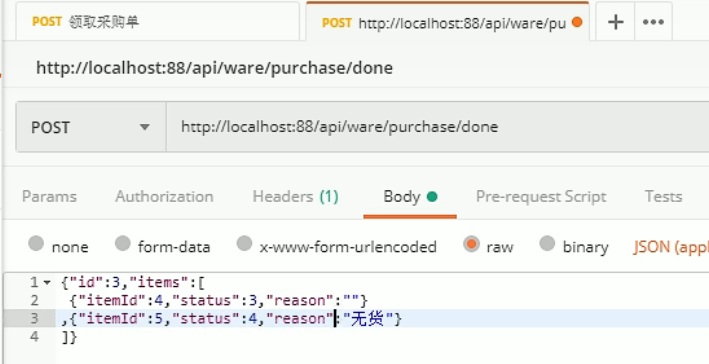 POST 领取采购单 POST http://localhost:88/api/ware/pu + •••
http://localhost:88/api/ware/purchase/done
POST http://localhost:88/api/ware/purchase/done
Params Authorization Headers (1) Body Pre-request Script Tests
none form-data x-www-form-urlencoded raw binary JSON (appl
1 {"id":3,"items":[
2 {"itemId":4,"status":3,"reason":""}
3 ,{"itemId":5,"status":4,"reason":"无货"}
4 ]}